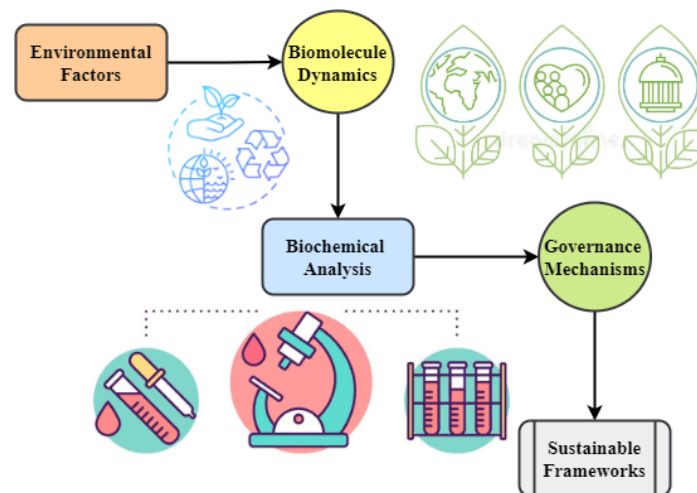 Environmental
Factors
Biomolecule
Dynamics
Biochemical
Analysis
Governance
Mechanisms
Sustainable
Frameworks